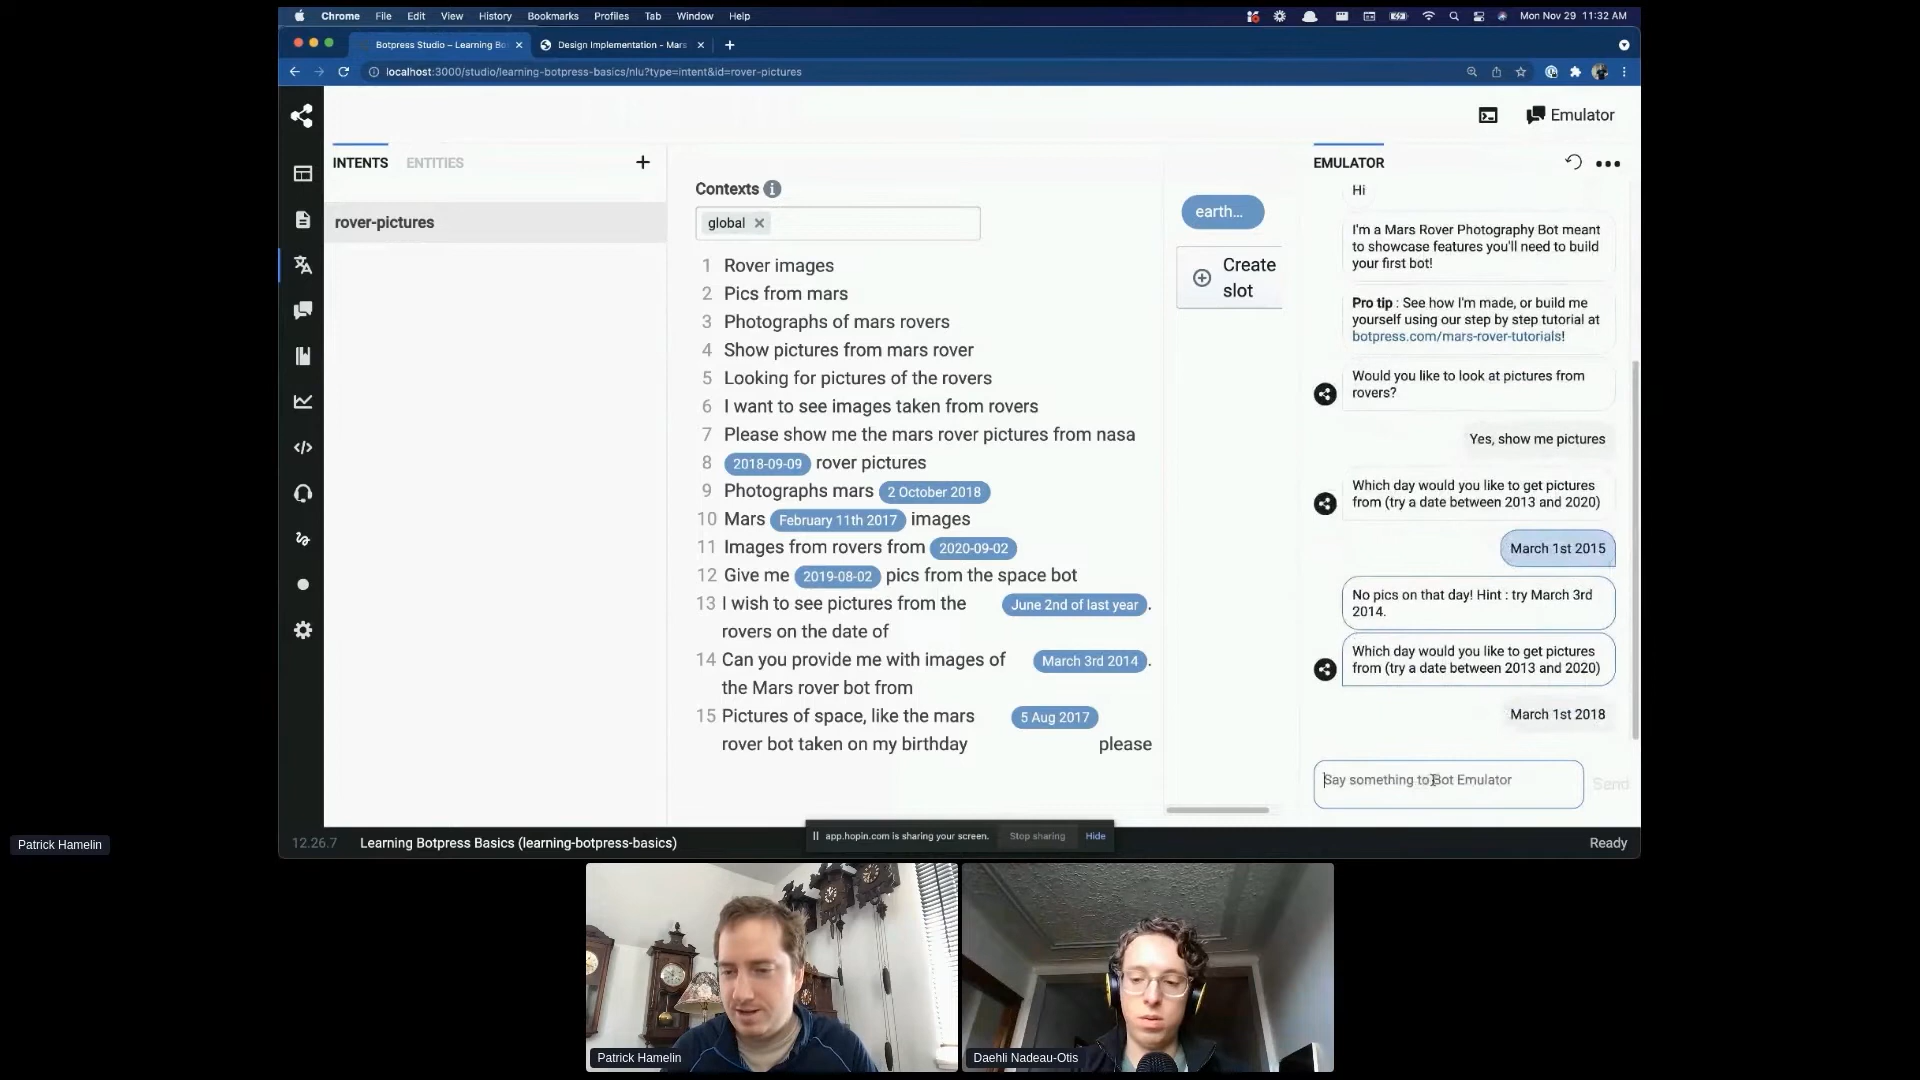 Chrome File Edit View History Bookmarks Profiles Tab Window Help
Mon Nov 29 11:32 AM
Botpress Studio – Learning Bo
Design Implementation - Mars
localhost:3000/studio/learning-botpress-basics/nlu?type=intent&id=rover-pictures
Emulator
INTENTS ENTITIES
rover-pictures
Contexts
global
1 Rover images
2 Pics from mars
3 Photographs of mars rovers
4 Show pictures from mars rover
5 Looking for pictures of the rovers
6 I want to see images taken from rovers
7 Please show me the mars rover pictures from nasa
8 2018-09-09 rover pictures
9 Photographs mars 2 October 2018
10 Mars February 11th 2017 images
11 Images from rovers from 2020-09-02
12 Give me 2019-08-02 pics from the space bot
13 I wish to see pictures from the June 2nd of last year.
rovers on the date of
14 Can you provide me with images of March 3rd 2014.
the Mars rover bot from
15 Pictures of space, like the mars 5 Aug 2017
rover bot taken on my birthday please
earth...
Create
slot
EMULATOR
Hi
I'm a Mars Rover Photography Bot meant
to showcase features you'll need to build
your first bot!
Pro tip : See how I'm made, or build me
yourself using our step by step tutorial at
botpress.com/mars-rover-tutorials!
Would you like to look at pictures from
rovers?
Yes, show me pictures
Which day would you like to get pictures
from (try a date between 2013 and 2020)
March 1st 2015
No pics on that day! Hint : try March 3rd
2014.
Which day would you like to get pictures
from (try a date between 2013 and 2020)
March 1st 2018
Say something to Bot Emulator
Send
12.26.7 Learning Botpress Basics (learning-botpress-basics)
app.hopin.com is sharing your screen. Stop sharing Hide
Ready
Patrick Hamelin
Patrick Hamelin
Daehli Nadeau-Otis